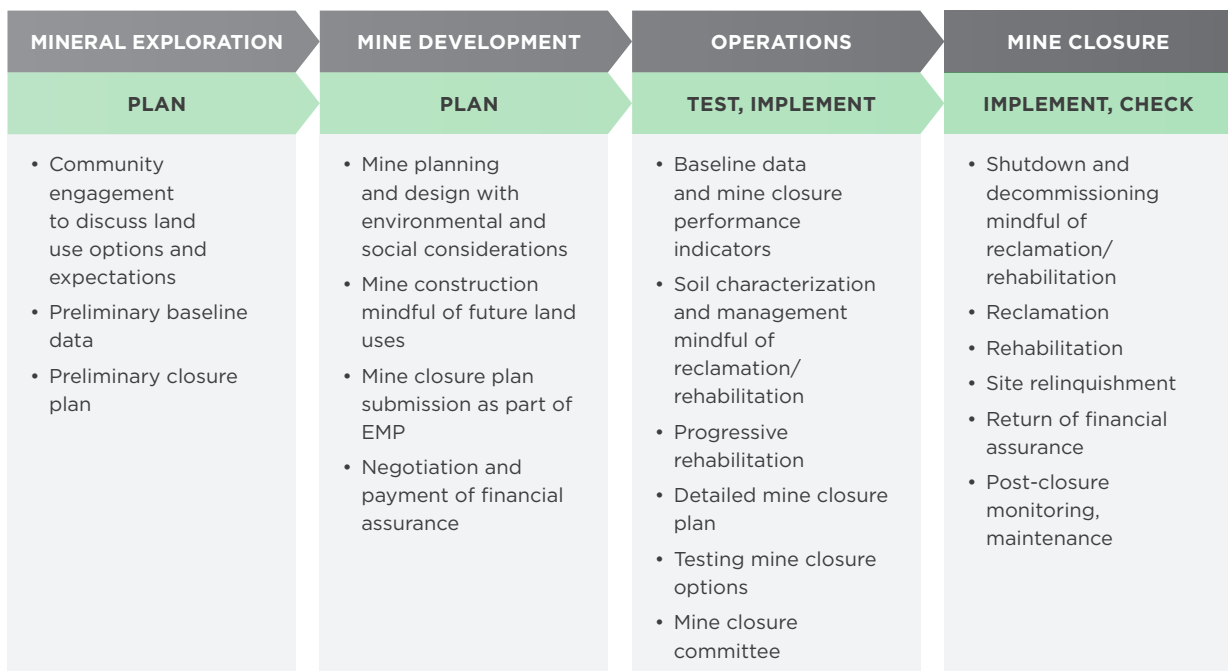 MINERAL EXPLORATION
PLAN
• Community
engagement
to discuss land
use options and
expectations
• Preliminary baseline
data
• Preliminary closure
plan
MINE DEVELOPMENT
PLAN
• Mine planning
and design with
environmental and
social considerations
• Mine construction
mindful of future land
uses
• Mine closure plan
submission as part of
EMP
• Negotiation and
payment of financial
assurance
OPERATIONS
TEST, IMPLEMENT
• Baseline data
and mine closure
performance
indicators
• Soil characterization
and management
mindful of
reclamation/
rehabilitation
• Progressive
rehabilitation
• Detailed mine closure
plan
• Testing mine closure
options
• Mine closure
committee
MINE CLOSURE
IMPLEMENT, CHECK
• Shutdown and
decommissioning
mindful of
reclamation/
rehabilitation
• Reclamation
• Rehabilitation
• Site relinquishment
• Return of financial
assurance
• Post-closure
monitoring,
maintenance